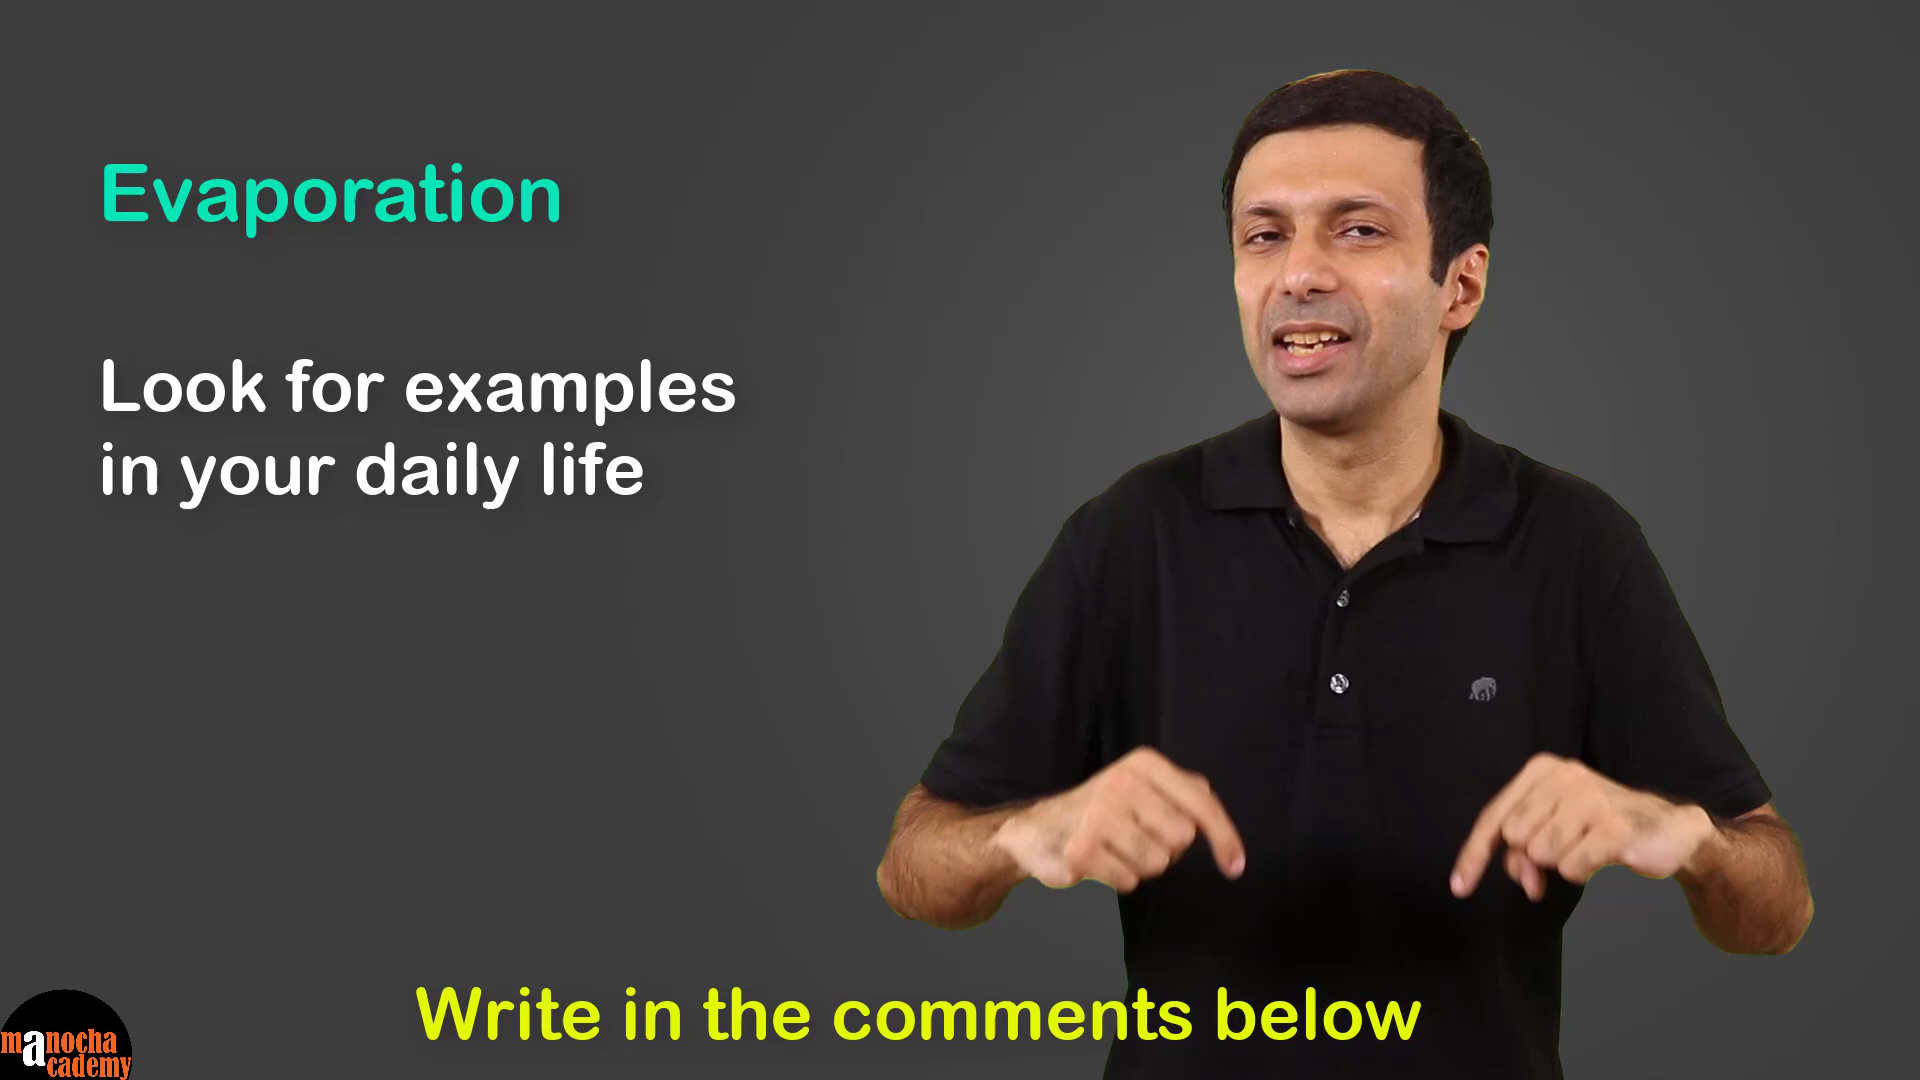 Evaporation
Look for examples
in your daily life
Write in the comments below
manocha
academy